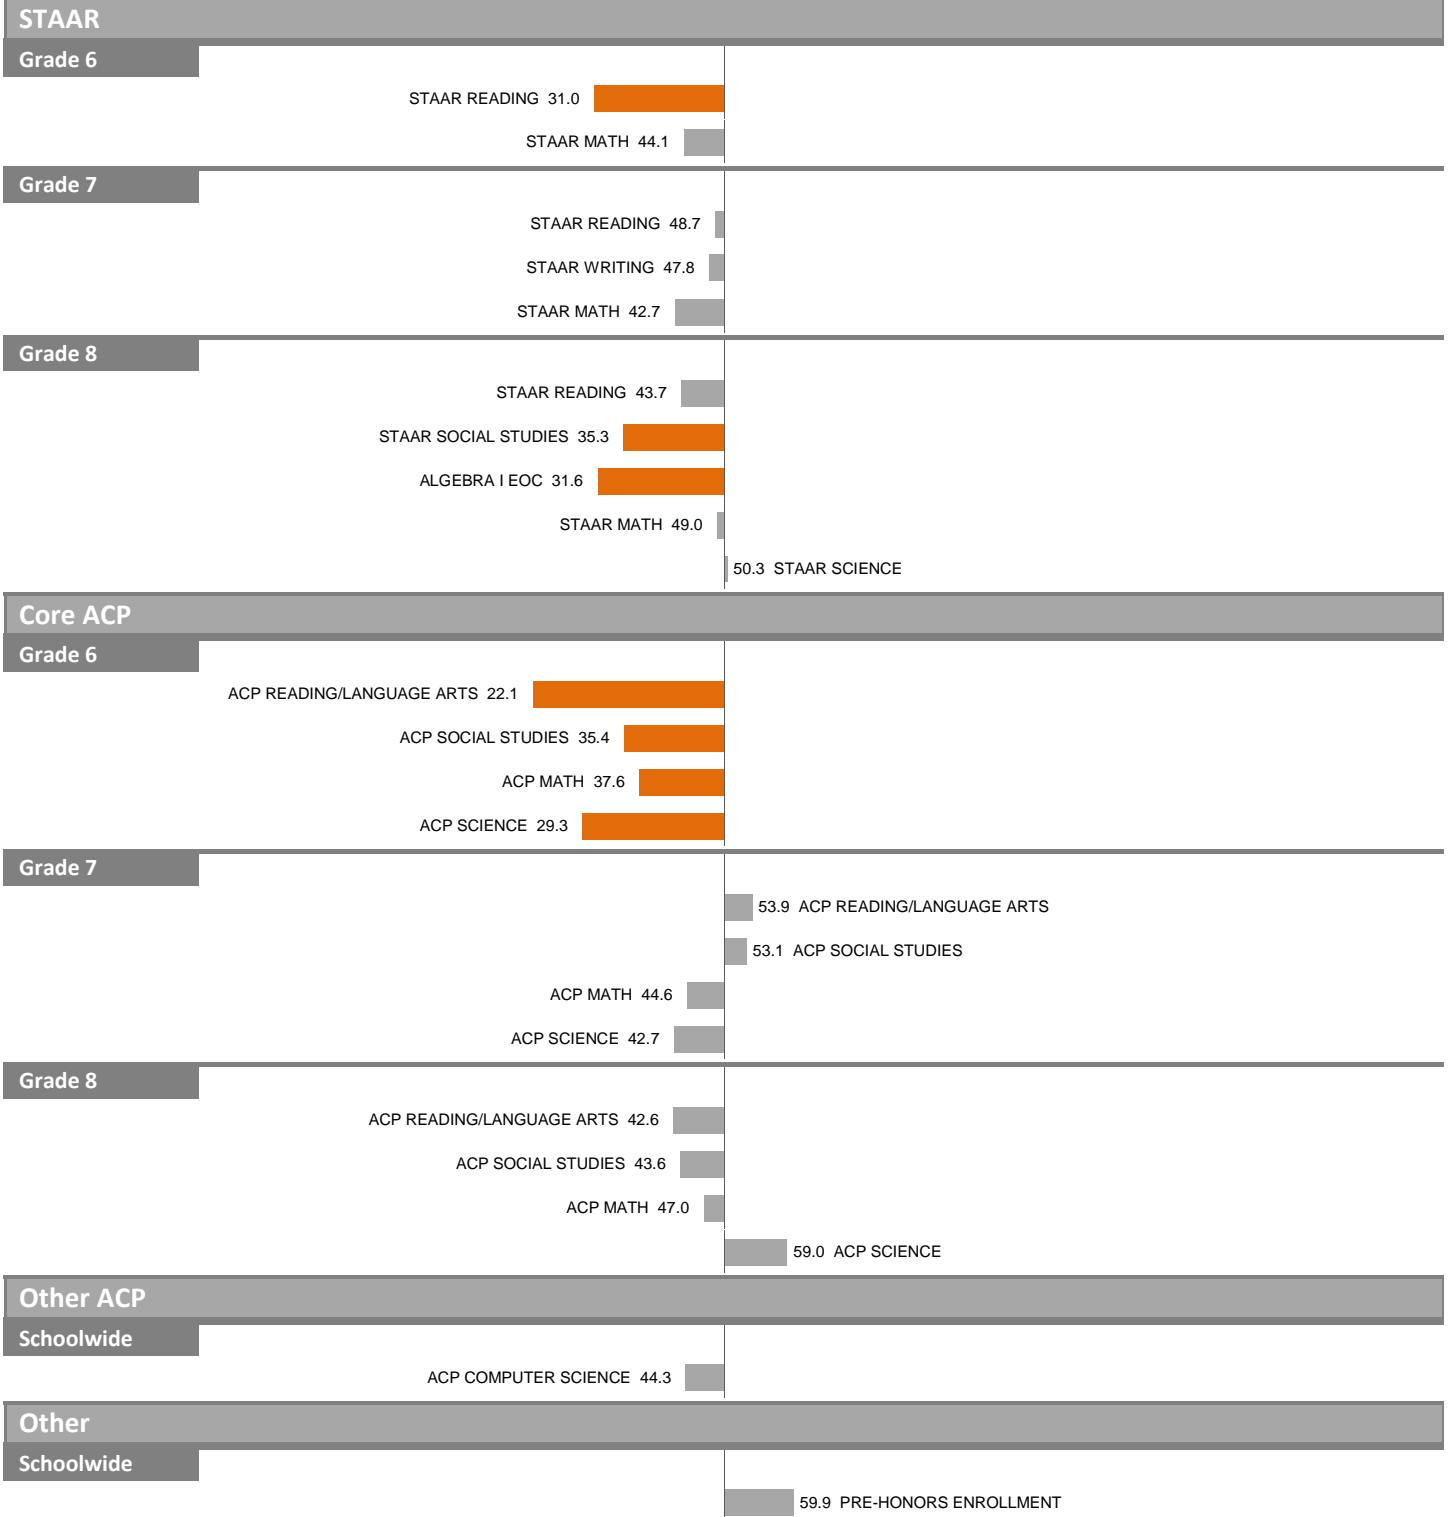 STAAR
Grade 6
STAAR READING 31.0
STAAR MATH 44.1
Grade 7
STAAR READING 48.7
STAAR WRITING 47.8
STAAR MATH 42.7
Grade 8
STAAR READING 43.7
STAAR SOCIAL STUDIES 35.3
ALGEBRA I EOC 31.6
STAAR MATH 49.0
50.3 STAAR SCIENCE
Core ACP
Grade 6
ACP READING/LANGUAGE ARTS 22.1
ACP SOCIAL STUDIES 35.4
ACP MATH 37.6
ACP SCIENCE 29.3
Grade 7
53.9 ACP READING/LANGUAGE ARTS
53.1 ACP SOCIAL STUDIES
ACP MATH 44.6
ACP SCIENCE 42.7
Grade 8
ACP READING/LANGUAGE ARTS 42.6
ACP SOCIAL STUDIES 43.6
ACP MATH 47.0
59.0 ACP SCIENCE
Other ACP
Schoolwide
ACP COMPUTER SCIENCE 44.3
Other
Schoolwide
59.9 PRE-HONORS ENROLLMENT